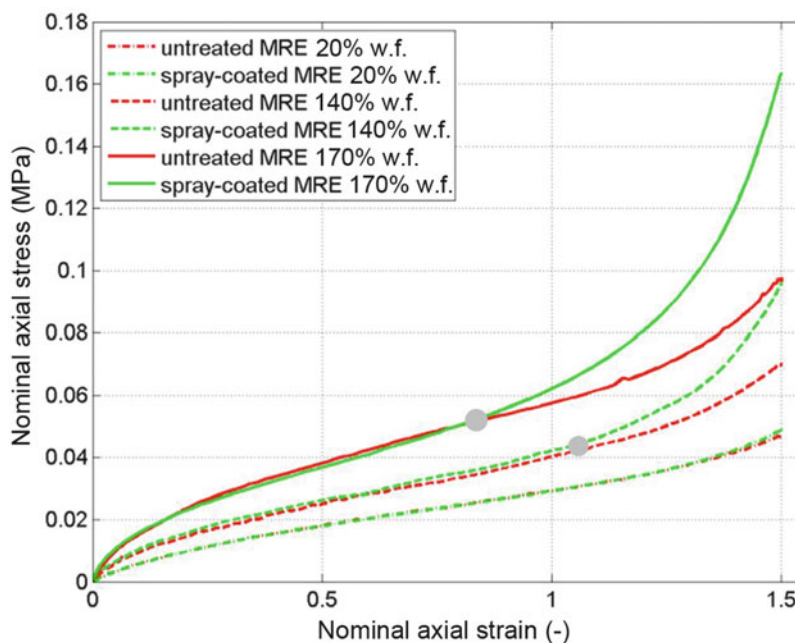 0.18
0.16
0.14
0.12
0.1
0.08
0.06
0.04
0.02
0
Nominal axial stress (MPa)
untreated MRE 20% w.f.
spray-coated MRE 20% w.f.
untreated MRE 140% w.f.
spray-coated MRE 140% w.f.
untreated MRE 170% w.f.
spray-coated MRE 170% w.f.
0 0.5 1 1.5
Nominal axial strain (-)